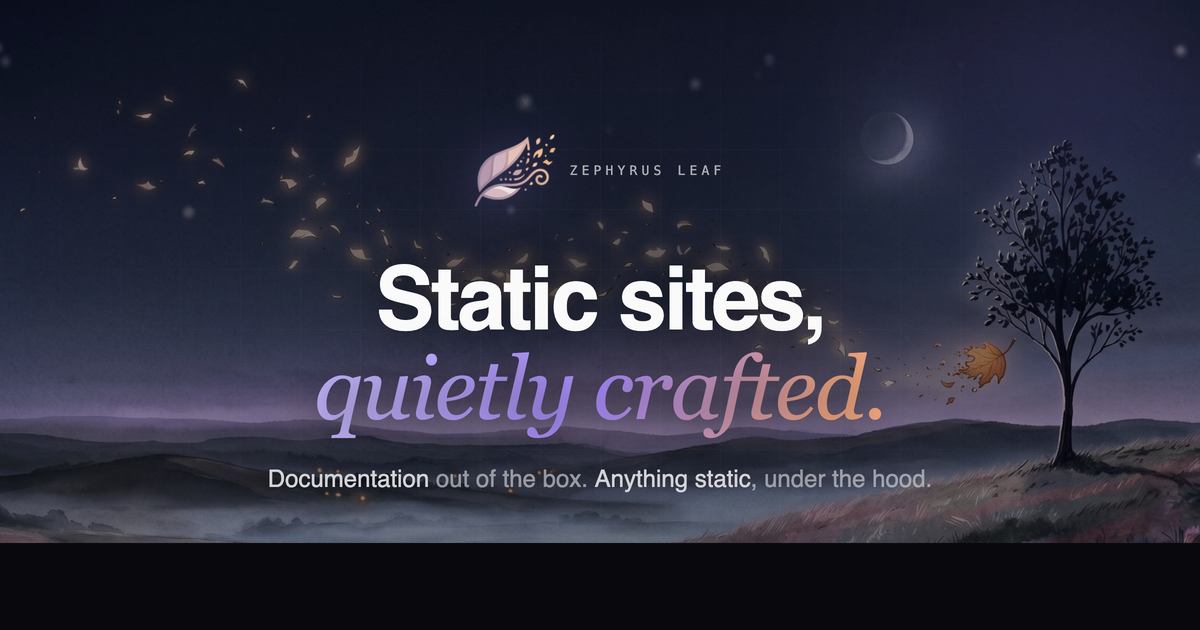 ZEPHYRUS LEAF
Static sites,
quietly crafted.
Documentation out of the box. Anything static, under the hood.